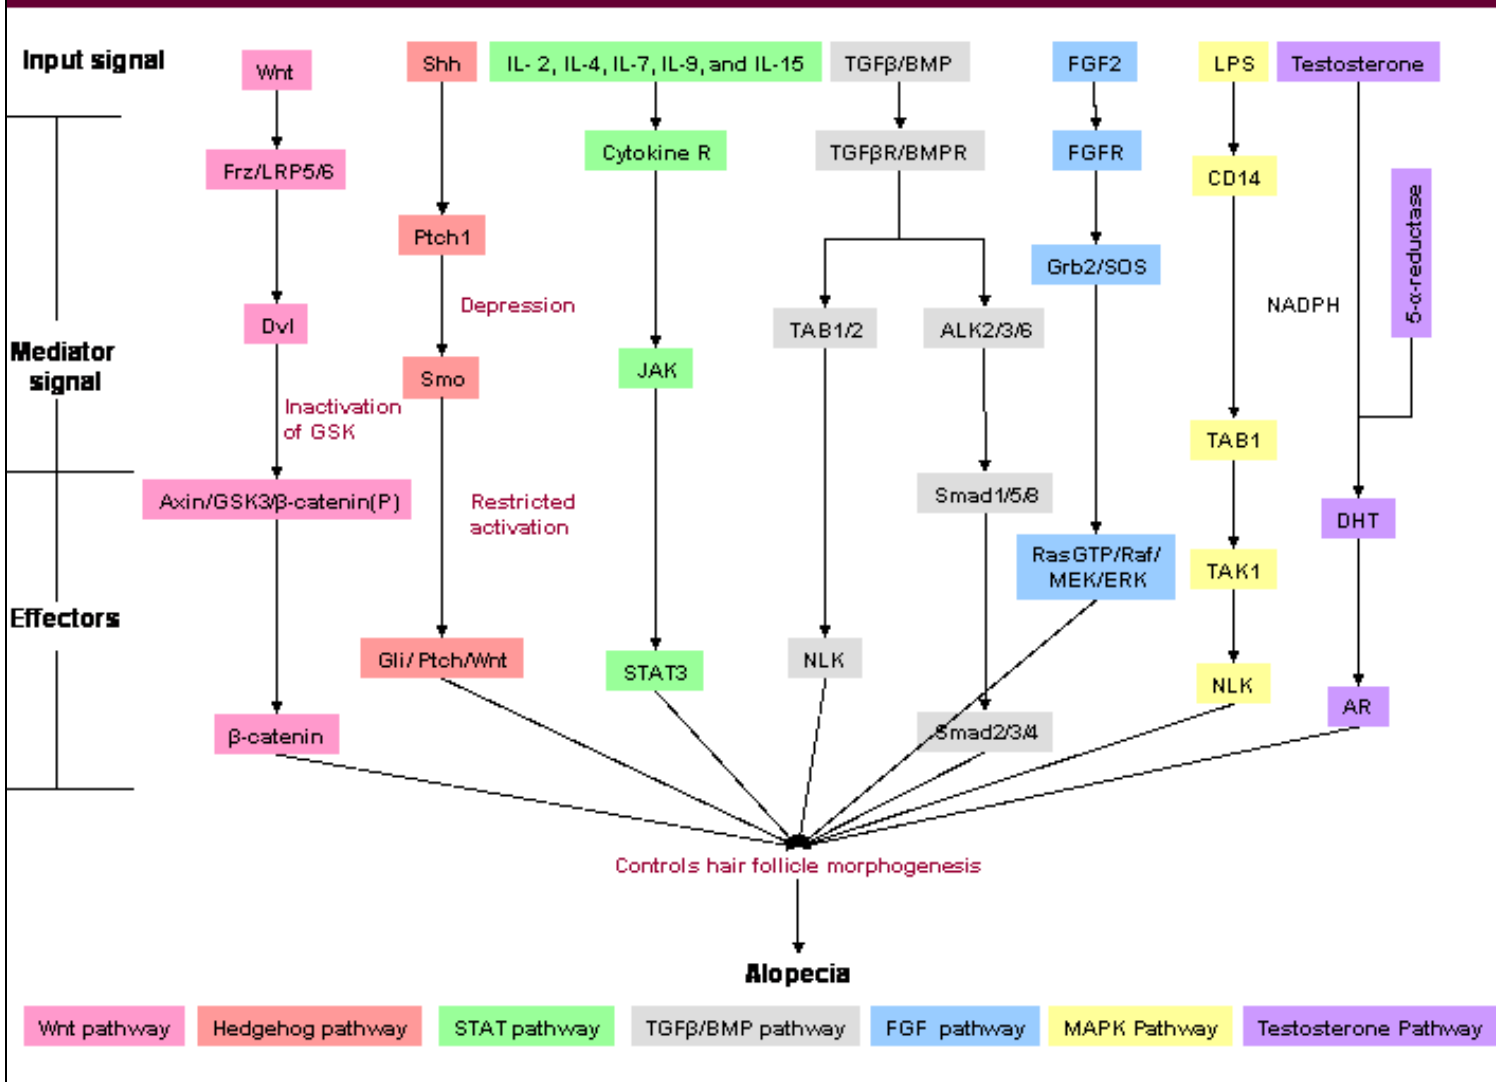 Input signal
Wnt
Shh
IL- 2, IL-4, IL-7, IL-9, and IL-15
TGFβ/BMP
FGF2
LPS
Testosterone
Frz/LRP5/6
Cytokine R
TGFβR/BMPR
FGFR
CD14
5-α-reductase
Ptch1
Grb2/SOS
Depression
NADPH
Dvl
TAB1/2
ALK2/3/6
Mediator
signal
Smo
JAK
Inactivation
of GSK
TAB1
Axin/GSK3/β-catenin(P)
Restricted
activation
Smad1/5/8
DHT
RasGTP/Raf/
MEK/ERK
TAK1
Effectors
Gli/ Ptch/Wnt
STAT3
NLK
NLK
AR
β-catenin
Smad2/3/4
Controls hair follicle morphogenesis
Alopecia
Wnt pathway
Hedgehog pathway
STAT pathway
TGFβ/BMP pathway
FGF pathway
MAPK Pathway
Testosterone Pathway